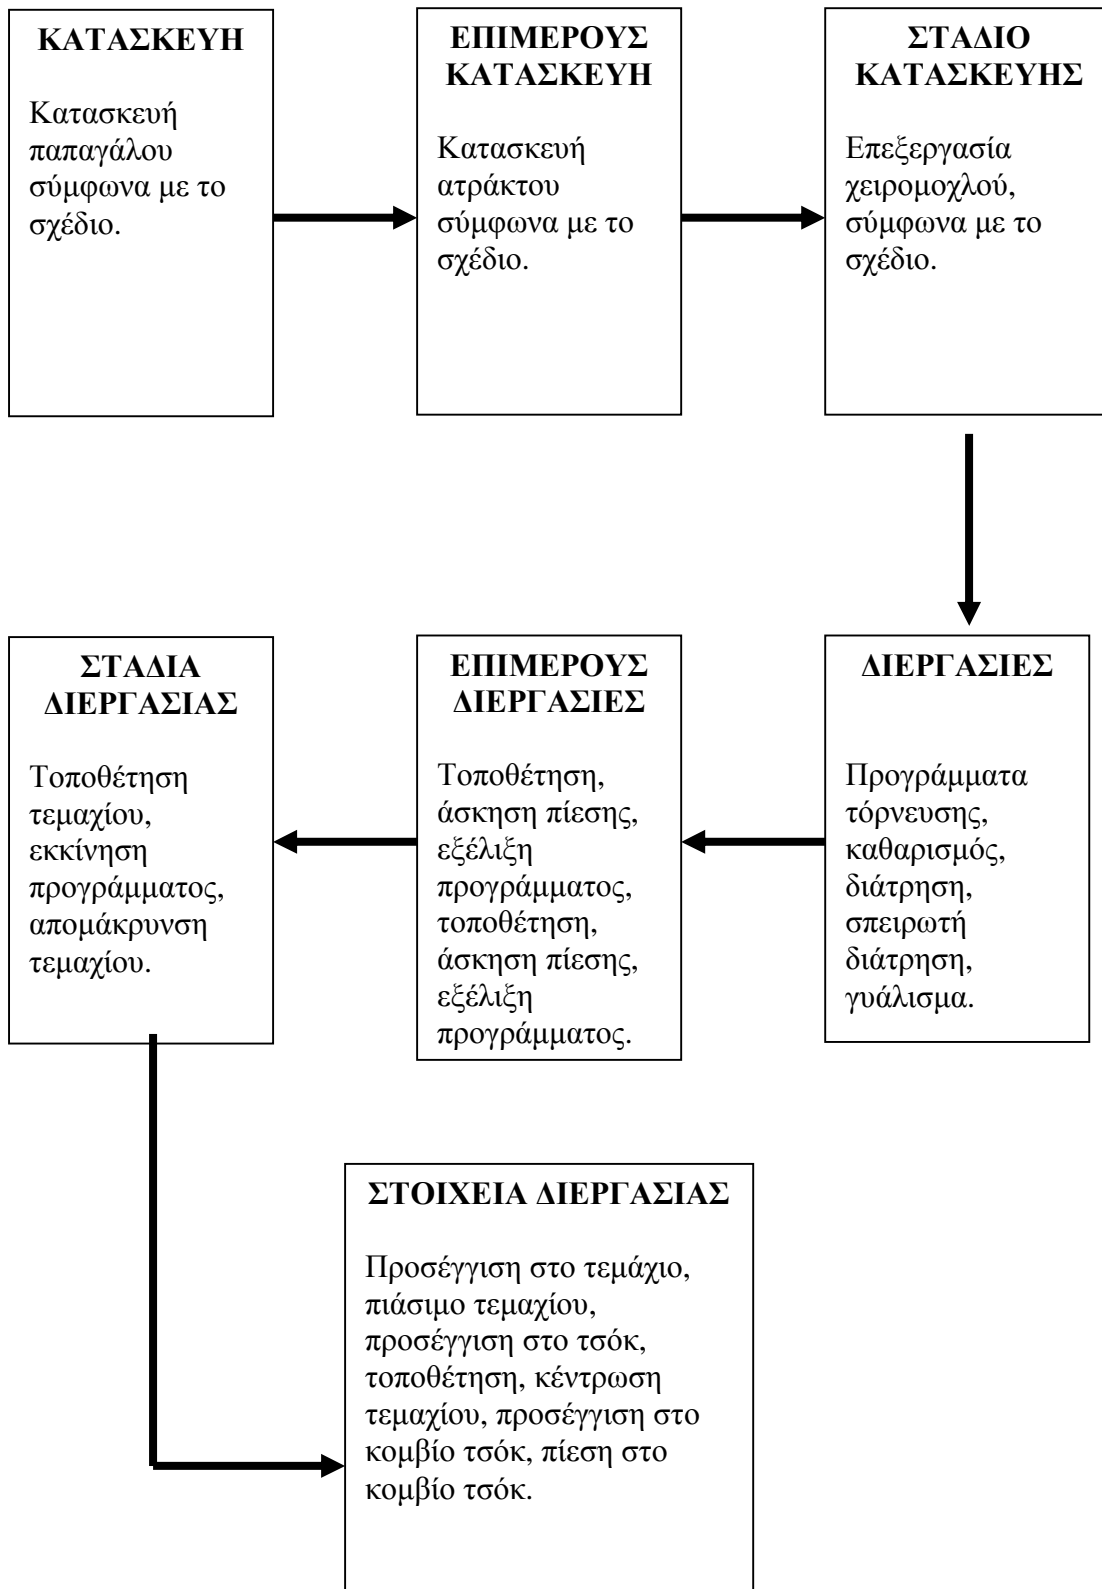 ΚΑΤΑΣΚΕΥΗ
Κατασκευή
παπαγάλου
σύμφωνα με το
σχέδιο.
ΕΠΙΜΕΡΟΥΣ
ΚΑΤΑΣΚΕΥΗ
Κατασκευή
ατράκτου
σύμφωνα με το
σχέδιο.
ΣΤΑΔΙΟ
ΚΑΤΑΣΚΕΥΗΣ
Επεξεργασία
χειρομοχλού,
σύμφωνα με το
σχέδιο.
ΔΙΕΡΓΑΣΙΕΣ
Προγράμματα
τόρνευσης,
καθαρισμός,
διάτρηση,
σπειρωτή
διάτρηση,
γυάλισμα.
ΕΠΙΜΕΡΟΥΣ
ΔΙΕΡΓΑΣΙΕΣ
Τοποθέτηση,
άσκηση πίεσης,
εξέλιξη
προγράμματος,
τοποθέτηση,
άσκηση πίεσης,
εξέλιξη
προγράμματος.
ΣΤΑΔΙΑ
ΔΙΕΡΓΑΣΙΑΣ
Τοποθέτηση
τεμαχίου,
εκκίνηση
προγράμματος,
απομάκρυνση
τεμαχίου.
ΣΤΟΙΧΕΙΑ ΔΙΕΡΓΑΣΙΑΣ
Προσέγγιση στο τεμάχιο,
πιάσιμο τεμαχίου,
προσέγγιση στο τσόκ,
τοποθέτηση, κέντρωση
τεμαχίου, προσέγγιση στο
κομβίο τσόκ, πίεση στο
κομβίο τσόκ.